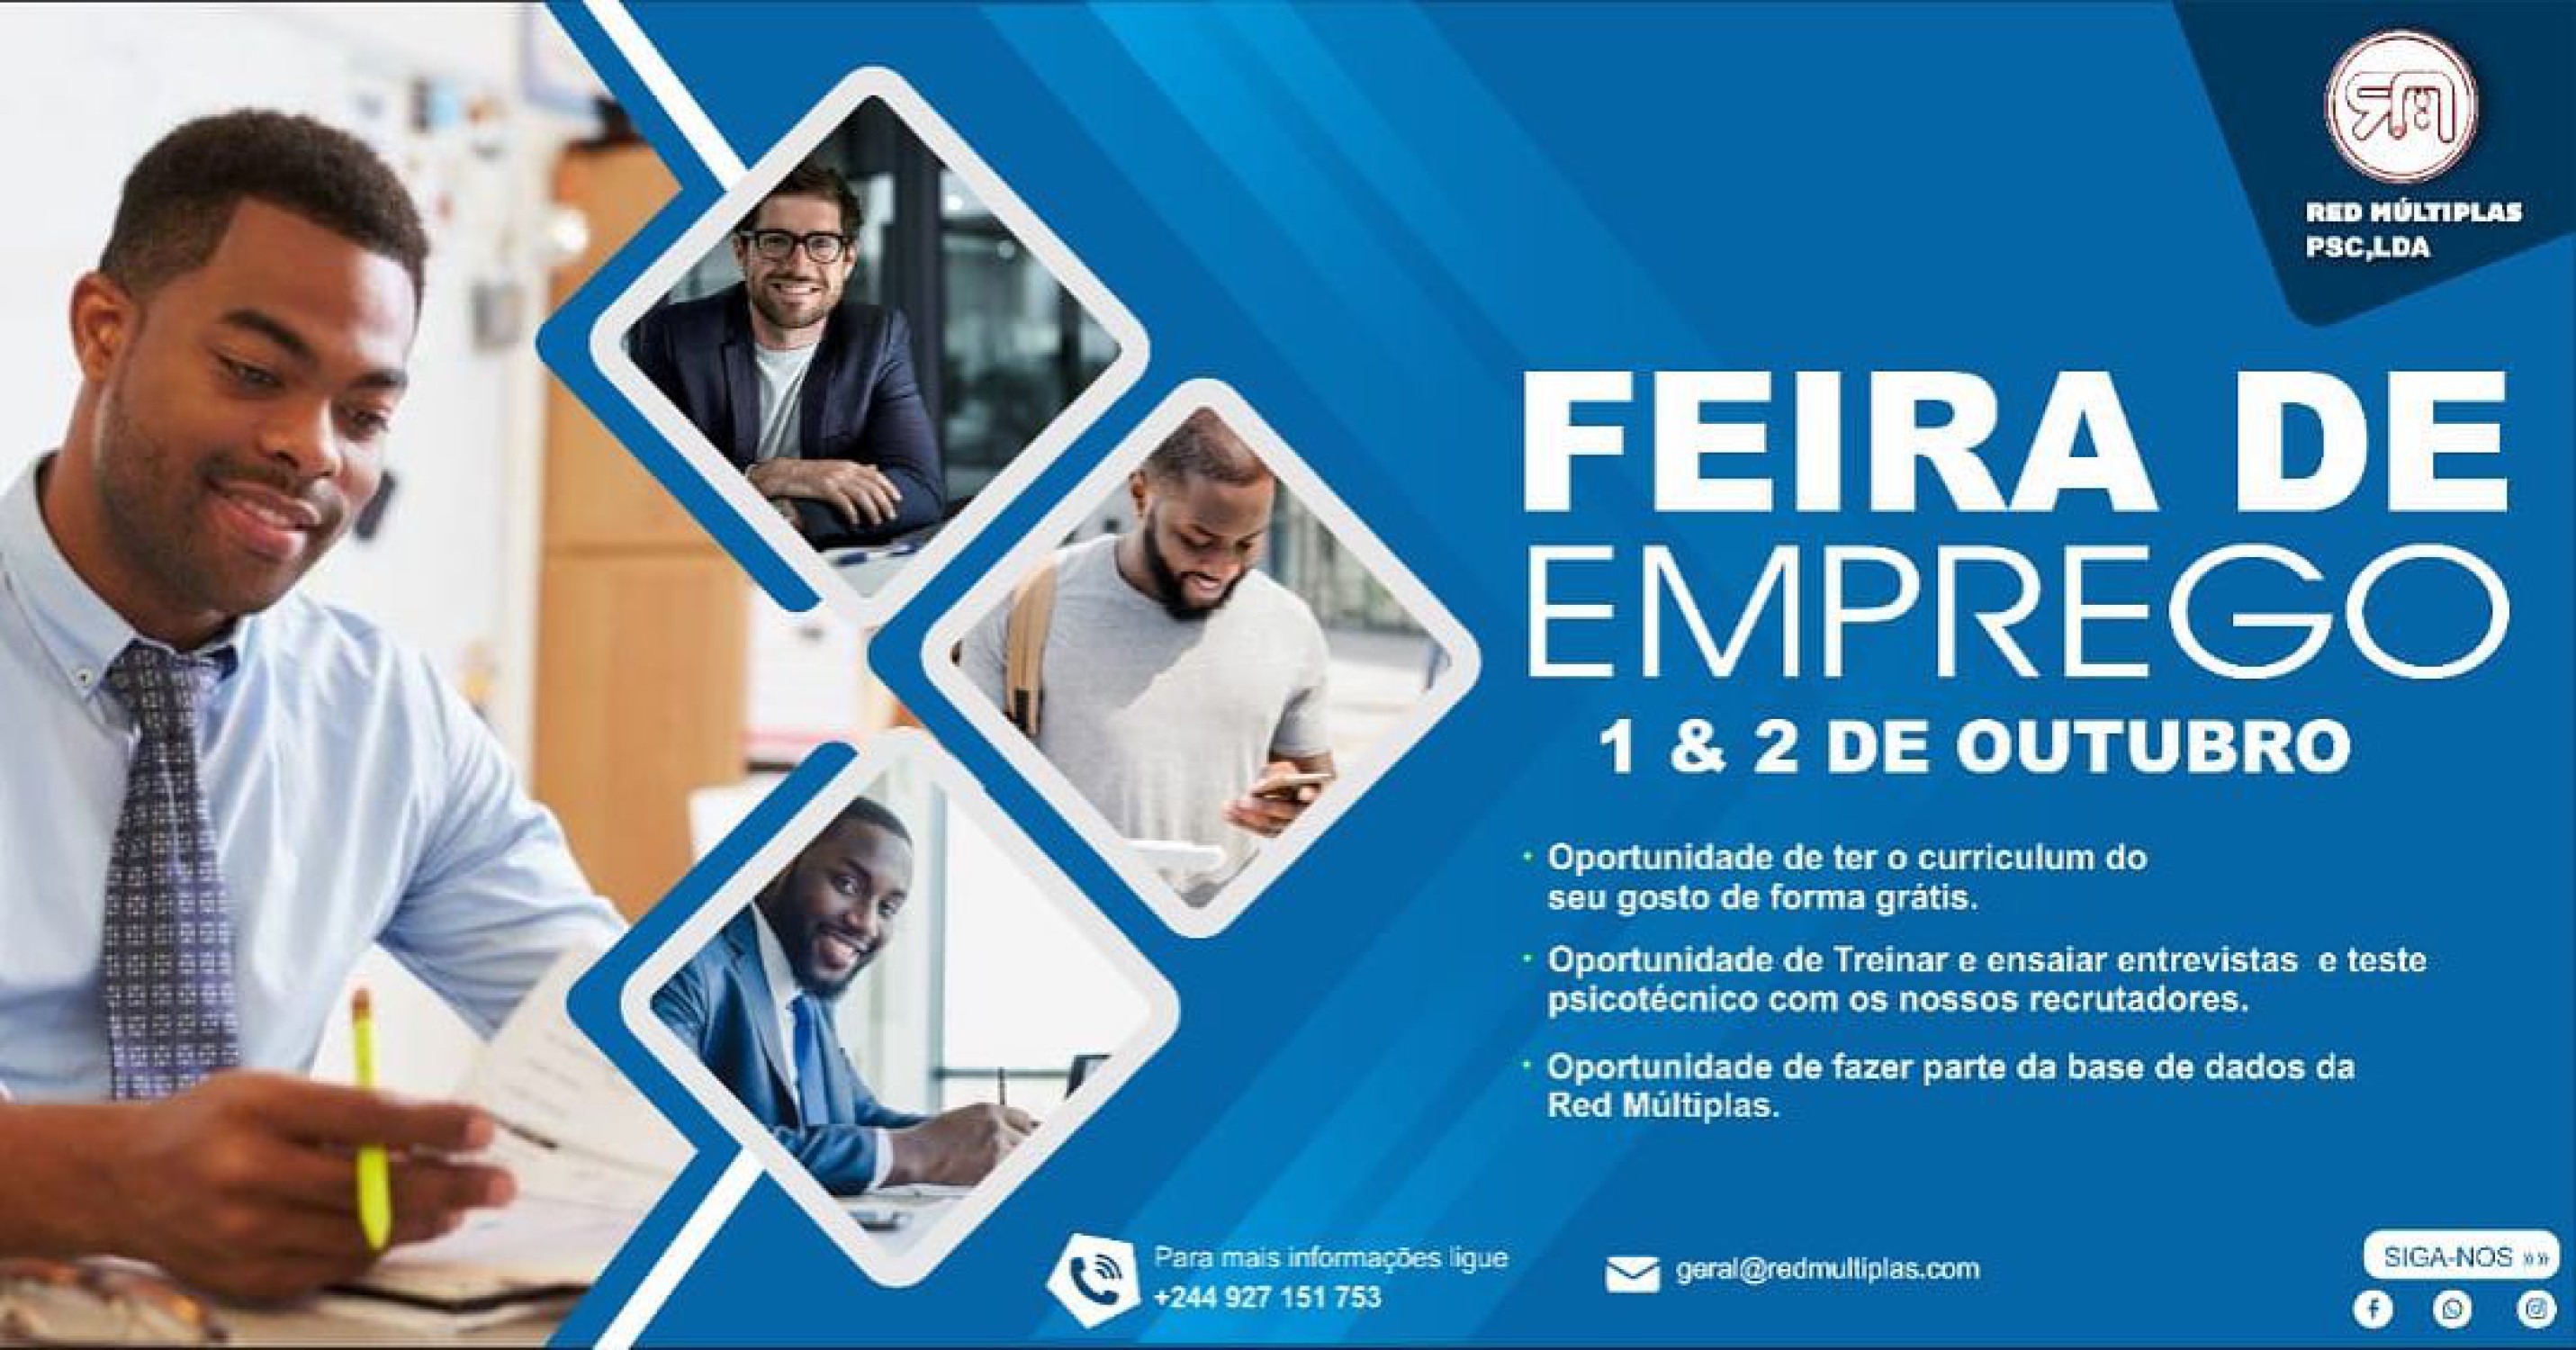 RED MÚLTIPLAS
PSC,LDA
FEIRA DE
EMPREGO
1 & 2 DE OUTUBRO
• Oportunidade de ter o curriculum do
seu gosto de forma grátis.
• Oportunidade de Treinar e ensaiar entrevistas e teste
psicotécnico com os nossos recrutadores.
• Oportunidade de fazer parte da base de dados da
Red Múltiplas.
Para mais informações ligue
+244 927 151 753
geral@redmultiplas.com
SIGA-NOS »»